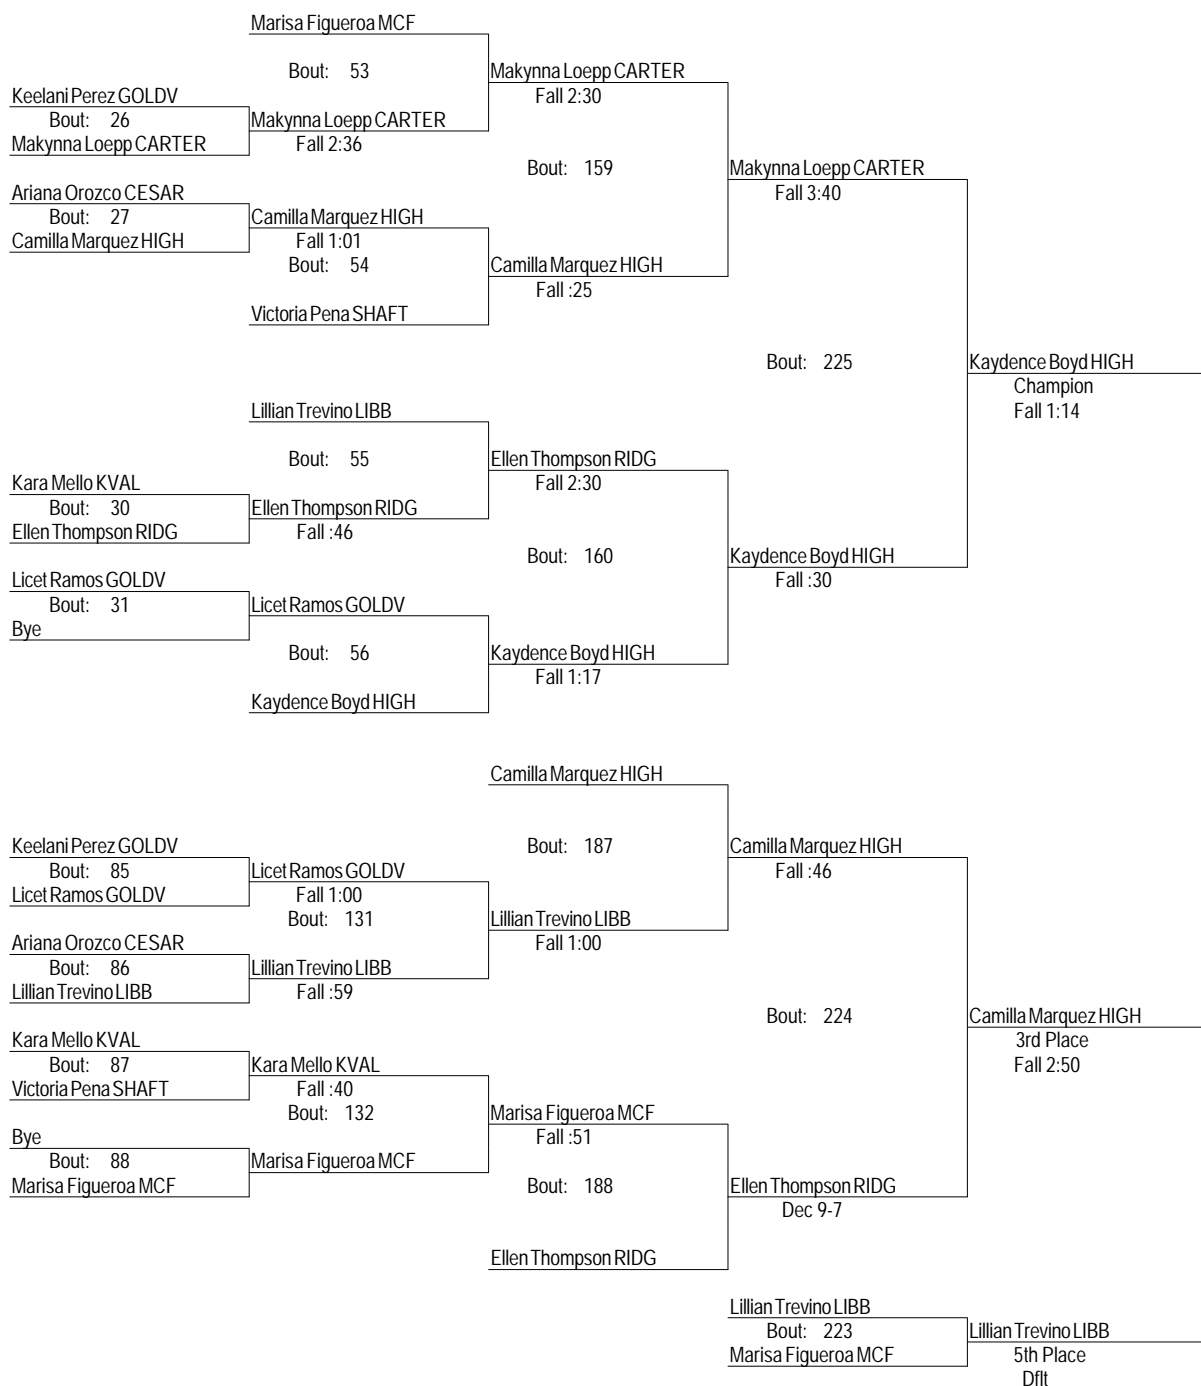 Marisa Figueroa MCF
Bout: 53
Makynna Loepp CARTER
Keelani Perez GOLDV
Fall 2:30
Bout: 26
Makynna Loepp CARTER
Makynna Loepp CARTER
Fall 2:36
Bout: 159
Makynna Loepp CARTER
Ariana Orozco CESAR
Fall 3:40
Bout: 27
Camilla Marquez HIGH
Camilla Marquez HIGH
Fall 1:01
Bout: 54
Camilla Marquez HIGH
Fall :25
Victoria Pena SHAFT
Bout: 225
Kaydence Boyd HIGH
Champion
Lillian Trevino LIBB
Fall 1:14
Bout: 55
Ellen Thompson RIDG
Kara Mello KVAL
Fall 2:30
Bout: 30
Ellen Thompson RIDG
Ellen Thompson RIDG
Fall :46
Bout: 160
Kaydence Boyd HIGH
Licet Ramos GOLDV
Fall :30
Bout: 31
Licet Ramos GOLDV
Bye
Bout: 56
Kaydence Boyd HIGH
Fall 1:17
Kaydence Boyd HIGH
Camilla Marquez HIGH
Keelani Perez GOLDV
Bout: 187
Camilla Marquez HIGH
Bout: 85
Licet Ramos GOLDV
Fall :46
Licet Ramos GOLDV
Fall 1:00
Bout: 131
Lillian Trevino LIBB
Ariana Orozco CESAR
Fall 1:00
Bout: 86
Lillian Trevino LIBB
Lillian Trevino LIBB
Fall :59
Bout: 224
Camilla Marquez HIGH
Kara Mello KVAL
3rd Place
Bout: 87
Kara Mello KVAL
Fall 2:50
Victoria Pena SHAFT
Fall :40
Bout: 132
Marisa Figueroa MCF
Bye
Fall :51
Bout: 88
Marisa Figueroa MCF
Marisa Figueroa MCF
Bout: 188
Ellen Thompson RIDG
Dec 9-7
Ellen Thompson RIDG
Lillian Trevino LIBB
Bout: 223
Lillian Trevino LIBB
Marisa Figueroa MCF
5th Place
Dflt